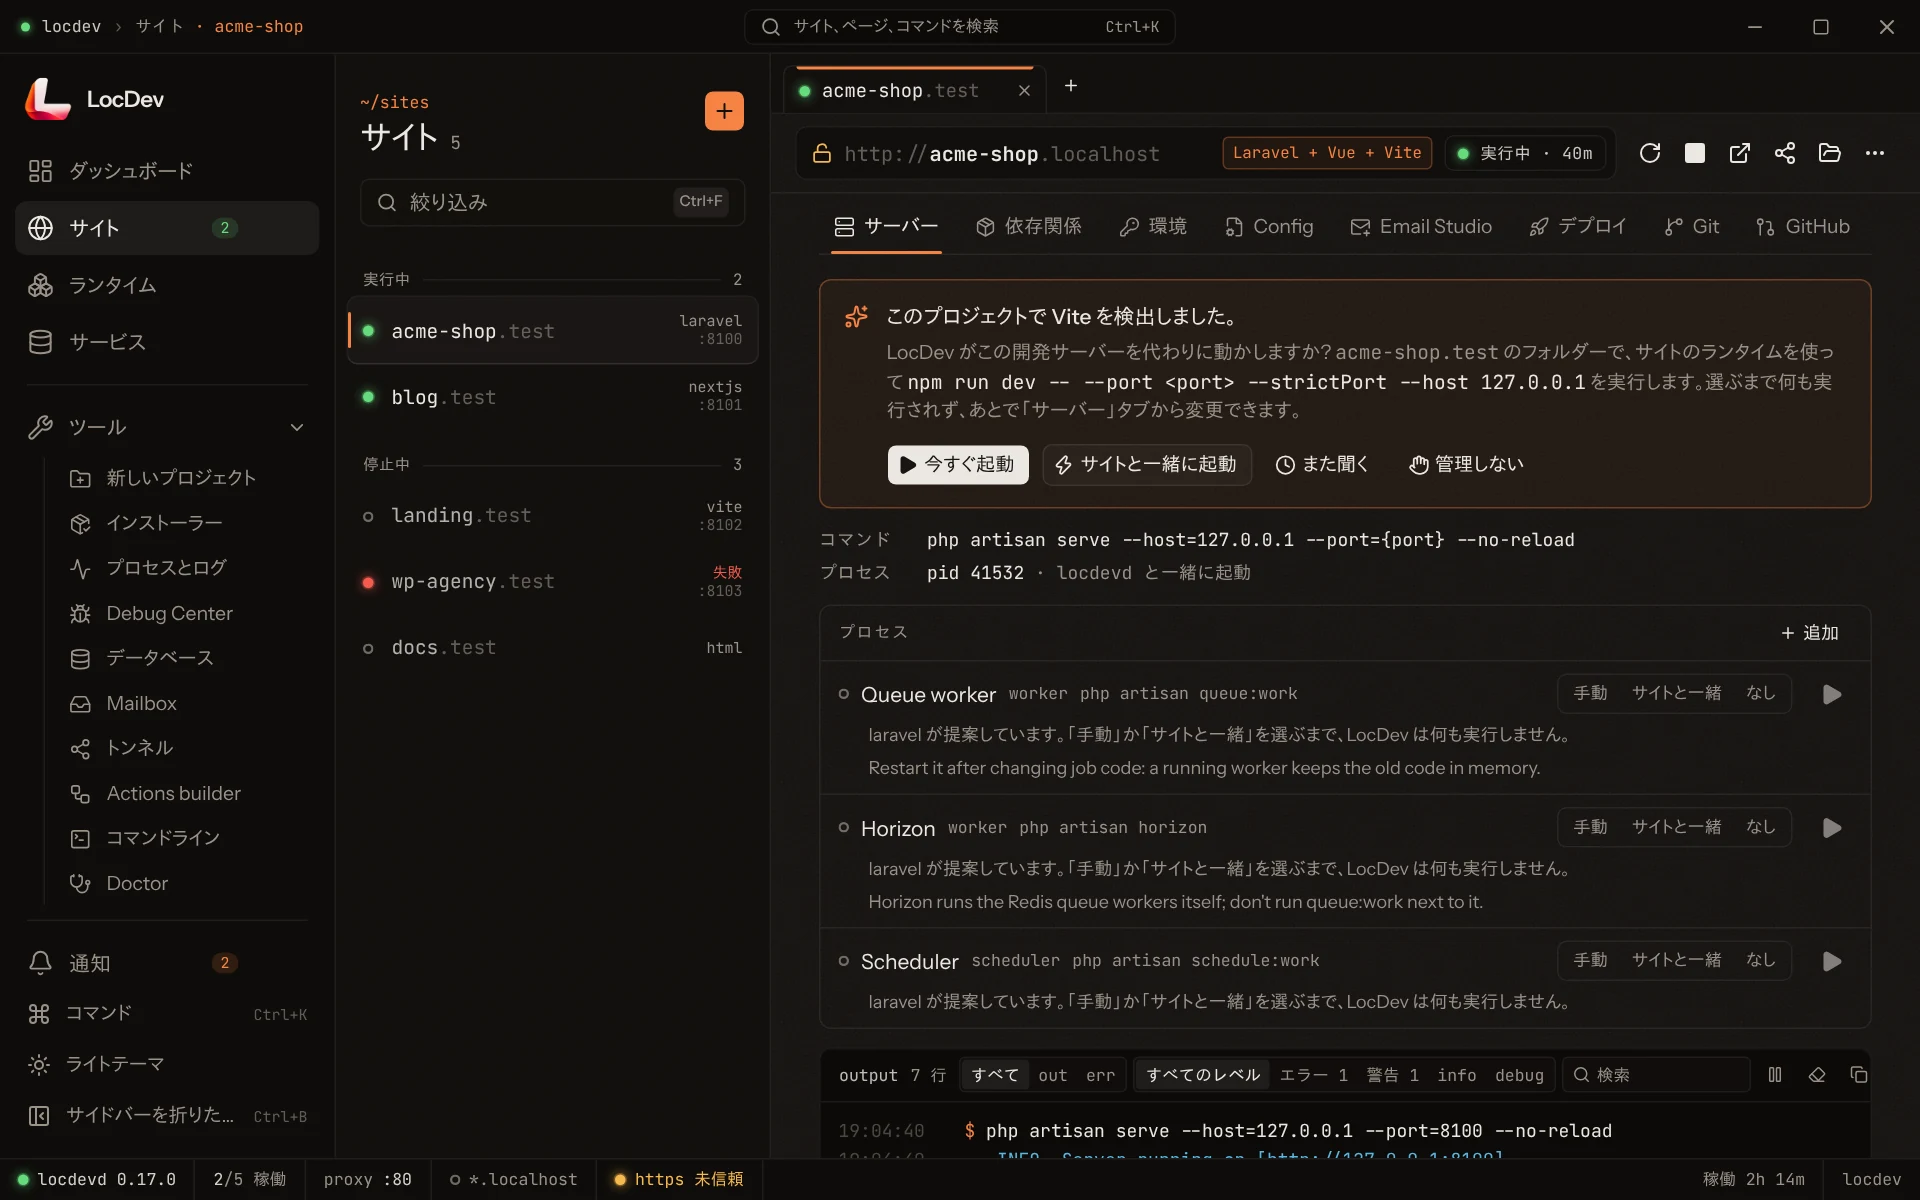 locdev › サイト · acme-shop
サイト、ページ、コマンドを検索 Ctrl+K
LocDev
ダッシュボード
サイト 2
ランタイム
サービス
ツール
新しいプロジェクト
インストーラー
プロセスとログ
Debug Center
データベース
Mailbox
トンネル
Actions builder
コマンドライン
Doctor
通知 2
コマンド Ctrl+K
ライトテーマ
サイドバーを折りた… Ctrl+B
~/sites
サイト 5
絞り込み Ctrl+F
実行中 2
acme-shop.test laravel :8100
blog.test nextjs :8101
停止中 3
landing.test vite :8102
wp-agency.test 失敗 :8103
docs.test html
acme-shop.test
http://acme-shop.localhost Laravel + Vue + Vite 実行中 · 40m
サーバー 依存関係 環境 Config Email Studio デプロイ Git GitHub
このプロジェクトで Vite を検出しました。
LocDev がこの開発サーバーを代わりに動かしますか? acme-shop.test のフォルダーで、サイトのランタイムを使っ
て npm run dev -- --port <port> --strictPort --host 127.0.0.1 を実行します。選ぶまで何も実
行されず、あとで「サーバー」タブから変更できます。
今すぐ起動 サイトと一緒に起動 また聞く 管理しない
コマンド php artisan serve --host=127.0.0.1 --port={port} --no-reload
プロセス pid 41532 · locdevd と一緒に起動
プロセス + 追加
Queue worker worker php artisan queue:work 手動 サイトと一緒 なし
laravel が提案しています。「手動」か「サイトと一緒」を選ぶまで、LocDev は何も実行しません。
Restart it after changing job code: a running worker keeps the old code in memory.
Horizon worker php artisan horizon 手動 サイトと一緒 なし
laravel が提案しています。「手動」か「サイトと一緒」を選ぶまで、LocDev は何も実行しません。
Horizon runs the Redis queue workers itself; don't run queue:work next to it.
Scheduler scheduler php artisan schedule:work 手動 サイトと一緒 なし
laravel が提案しています。「手動」か「サイトと一緒」を選ぶまで、LocDev は何も実行しません。
output 7 行 すべて out err すべてのレベル エラー 1 警告 1 info debug 検索
19:04:40 $ php artisan serve --host=127.0.0.1 --port=8100 --no-reload
19:04:40 INFO Server running on [http://127.0.0.1:8100]
locdevd 0.17.0 2/5 稼働 proxy :80 *.localhost https 未信頼 稼働 2h 14m locdev